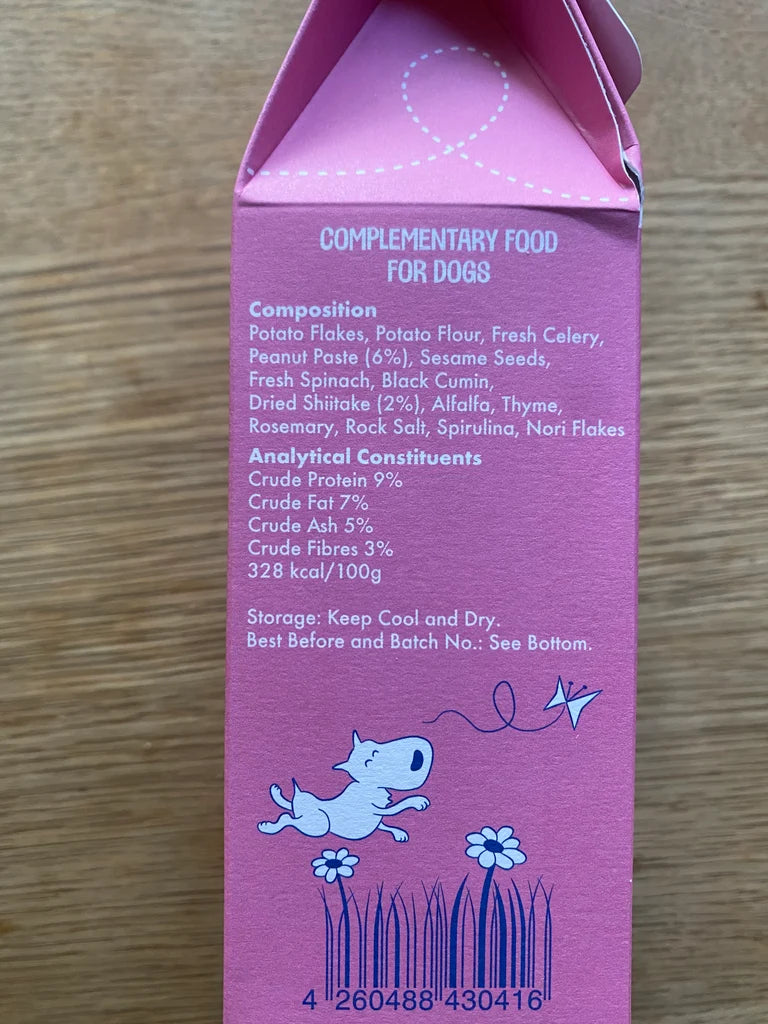 COMPLEMENTARY FOOD
FOR DOGS
Composition
Potato Flakes, Potato Flour, Fresh Celery,
Peanut Paste (6%), Sesame Seeds,
Fresh Spinach, Black Cumin,
Dried Shiitake (2%), Alfalfa, Thyme,
Rosemary, Rock Salt, Spirulina, Nori Flakes
Analytical Constituents
Crude Protein 9%
Crude Fat 7%
Crude Ash 5%
Crude Fibres 3%
328 kcal/100g
Storage: Keep Cool and Dry.
Best Before and Batch No.: See Bottom.
4 260488 430416